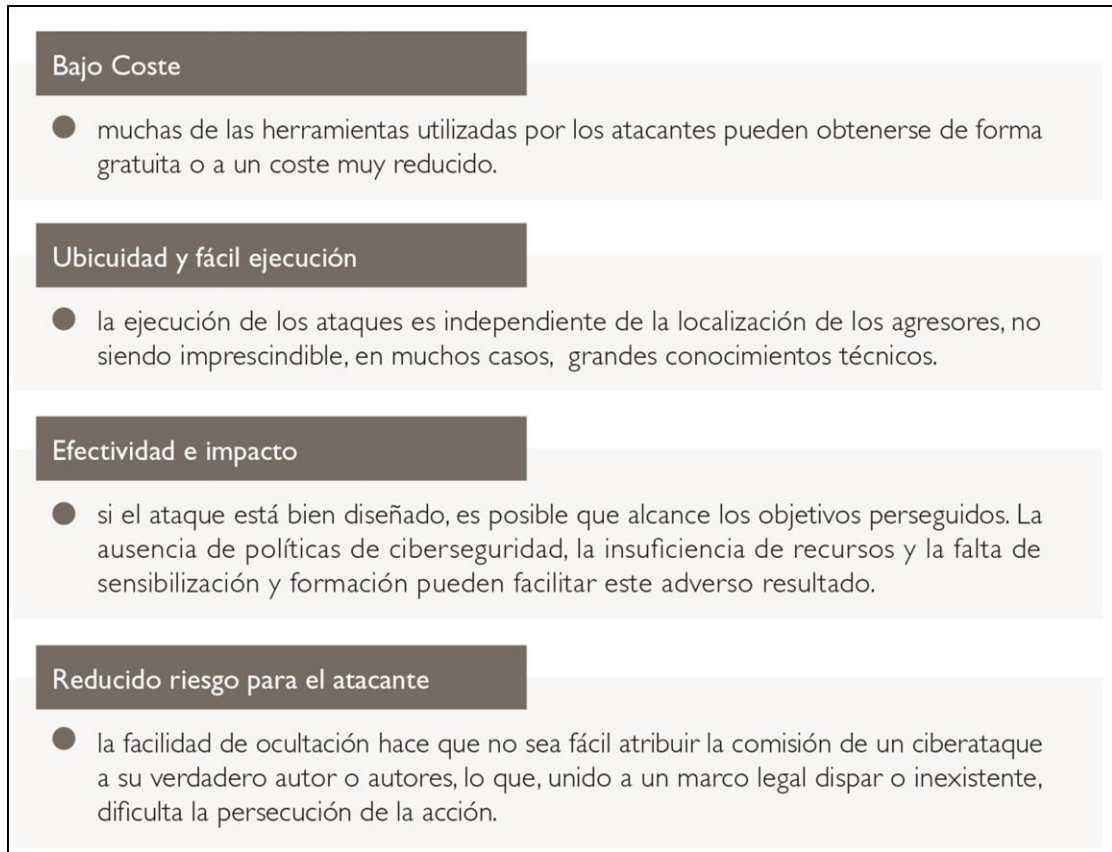 Bajo Coste
muchas de las herramientas utilizadas por los atacantes pueden obtenerse de forma
gratuita o a un coste muy reducido.
Ubicuidad y fácil ejecución
la ejecución de los ataques es independiente de la localización de los agresores, no
siendo imprescindible, en muchos casos, grandes conocimientos técnicos.
Efectividad e impacto
si el ataque está bien diseñado, es posible que alcance los objetivos perseguidos. La
ausencia de políticas de ciberseguridad, la insuficiencia de recursos y la falta de
sensibilización y formación pueden facilitar este adverso resultado.
Reducido riesgo para el atacante
la facilidad de ocultación hace que no sea fácil atribuir la comisión de un ciberataque
a su verdadero autor o autores, lo que, unido a un marco legal dispar o inexistente,
dificulta la persecución de la acción.